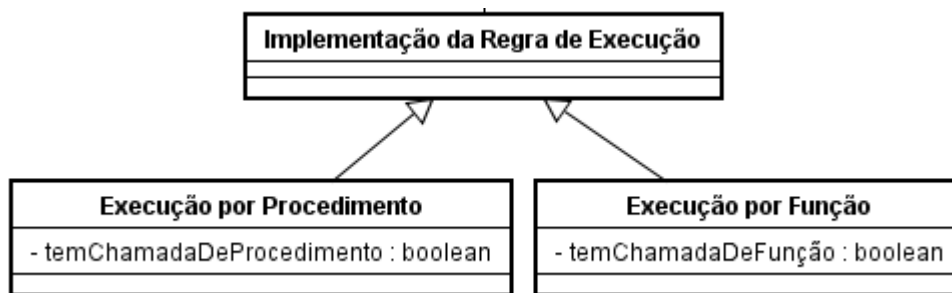 Implementação da Regra de Execução
Execução por Procedimento
- temChamadaDeProcedimento : boolean
Execução por Função
- temChamadaDeFunção : boolean